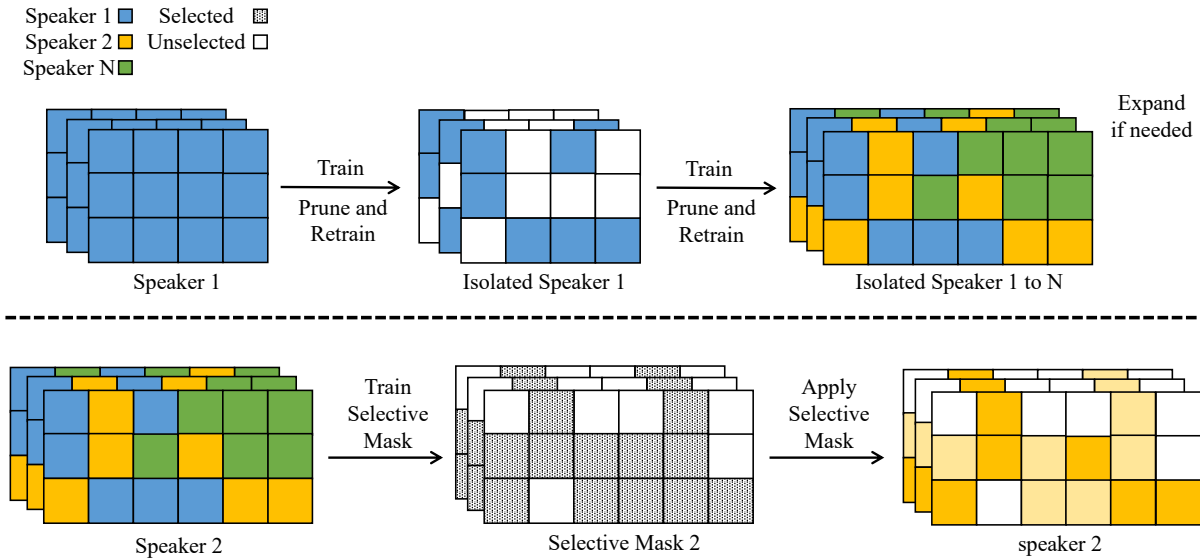 Speaker 1 Selected
Speaker 2 Unselected
Speaker N
Expand
if needed
Train
Prune and
Retrain
Train
Prune and
Retrain
Speaker 1
Isolated Speaker 1
Isolated Speaker 1 to N
Train
Selective
Mask
Apply
Selective
Mask
Speaker 2
Selective Mask 2
speaker 2